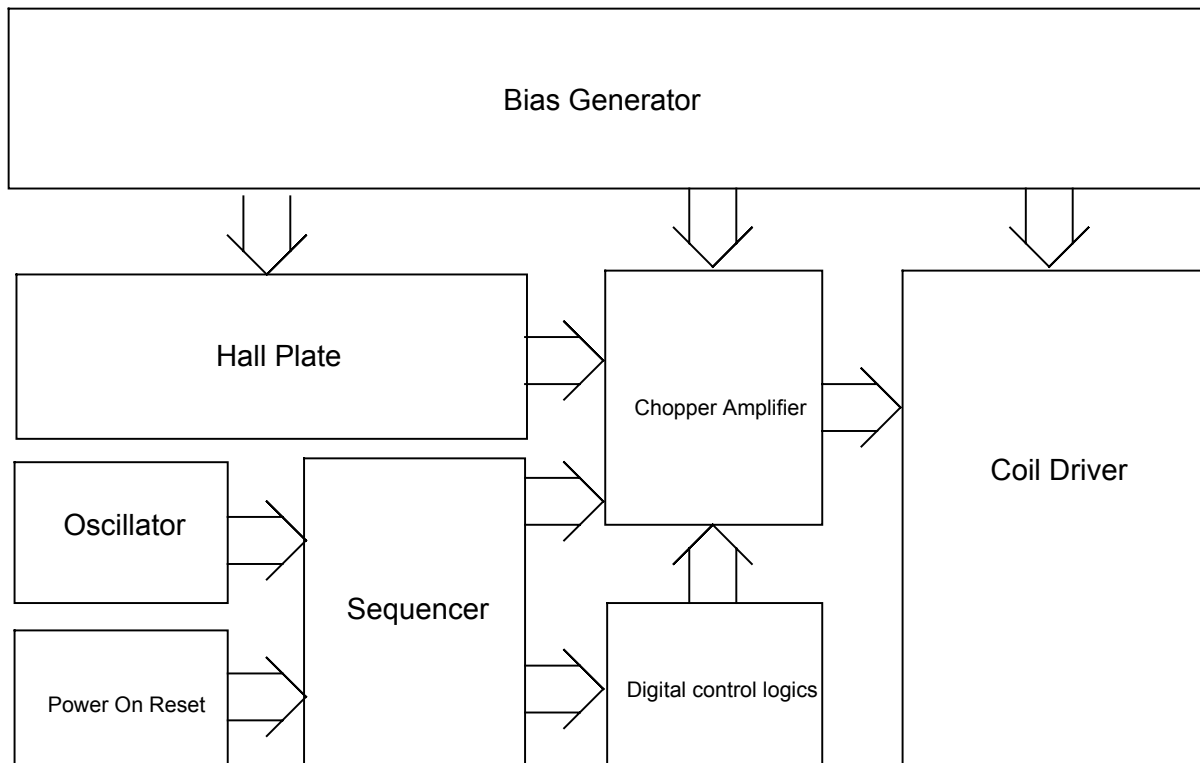 Bias Generator
Hall Plate
Chopper Amplifier
Coil Driver
Oscillator
Sequencer
Power On Reset
Digital control logics